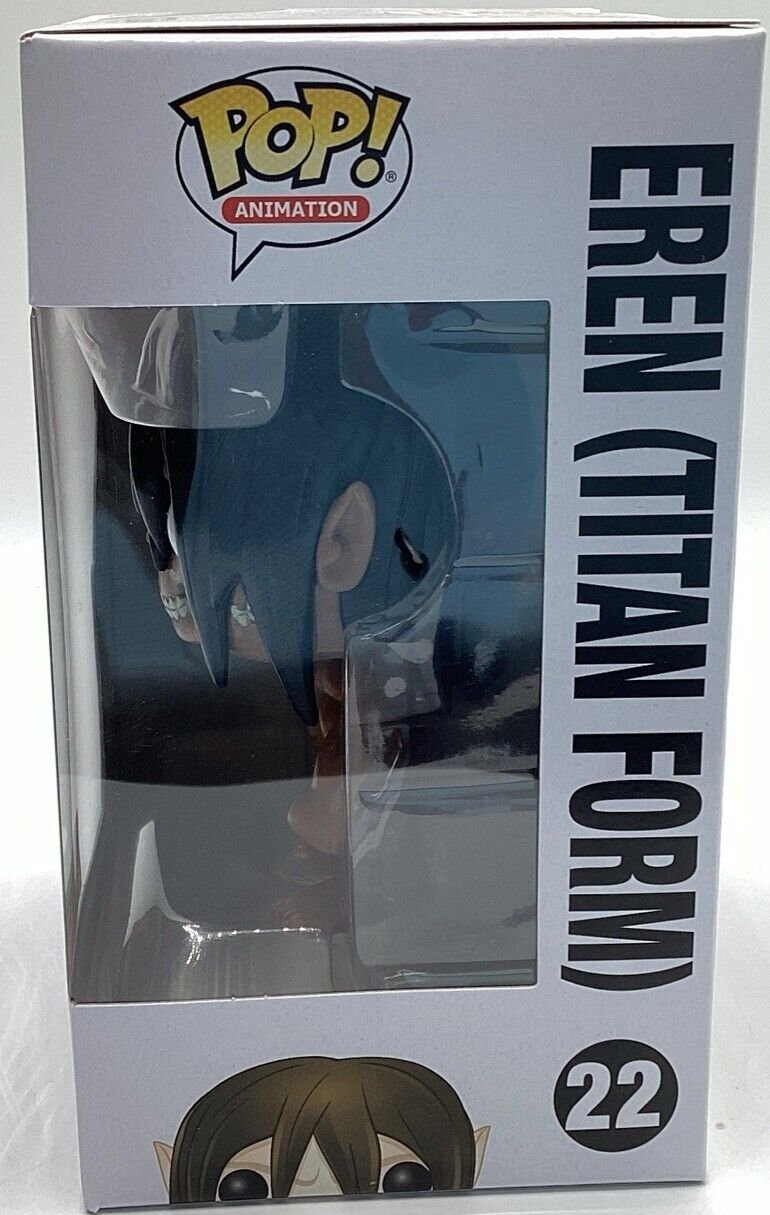 POP!®
ANIMATION
EREN (TITAN FORM)
22